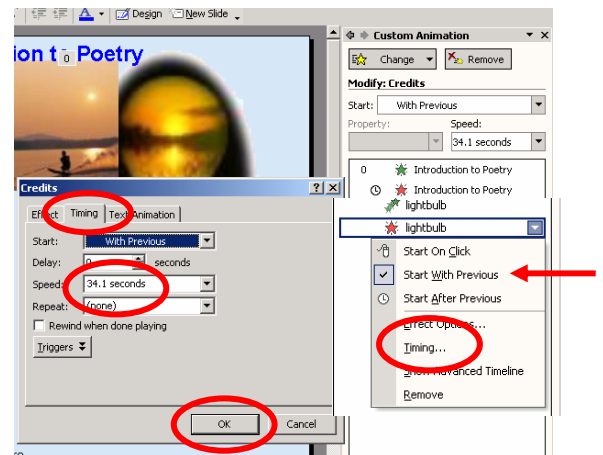 A Design New Slide
ion t 0 Poetry
Custom Animation
Change Remove
Modify: Credits
Start: With Previous
Property: Speed:
34.1 seconds
0 Introduction to Poetry
Introduction to Poetry
lightbulb
lightbulb
Start On Click
Start With Previous
Start After Previous
Effect Options...
Timing...
Show Advanced Timeline
Remove
Credits
Effect Timing Text Animation
Start: With Previous
Delay: 0 seconds
Speed: 34.1 seconds
Repeat: (none)
Rewind when done playing
Triggers
OK Cancel